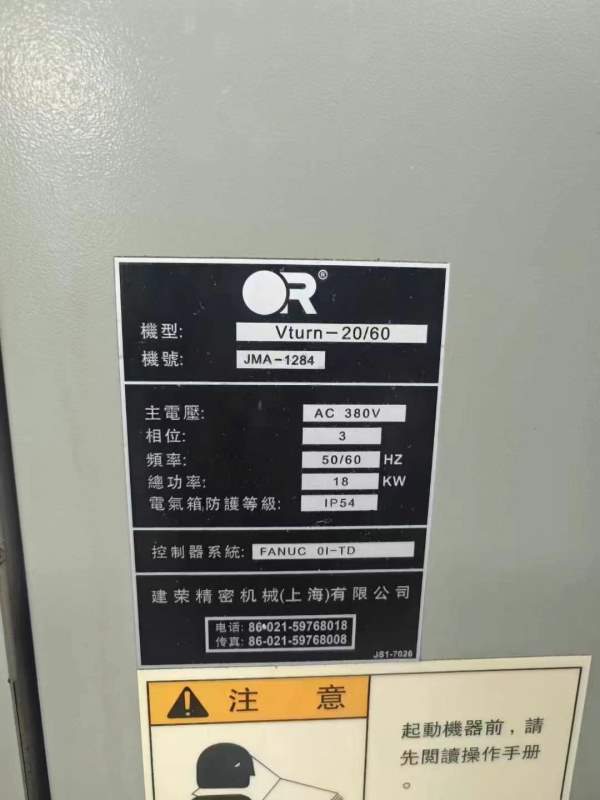 OR®
機型: Vturn-20/60
機號: JMA-1284
主電壓: AC 380V
相位: 3
頻率: 50/60 HZ
總功率: 18 KW
電氣箱防護等級: IP54
控制器系統: FANUC 0I-TD
建荣精密机械(上海)有限公司
电话: 86-021-59768018
传真: 86-021-59768008
JS1-7026
注意
起動機器前，請
先閱讀操作手册
。